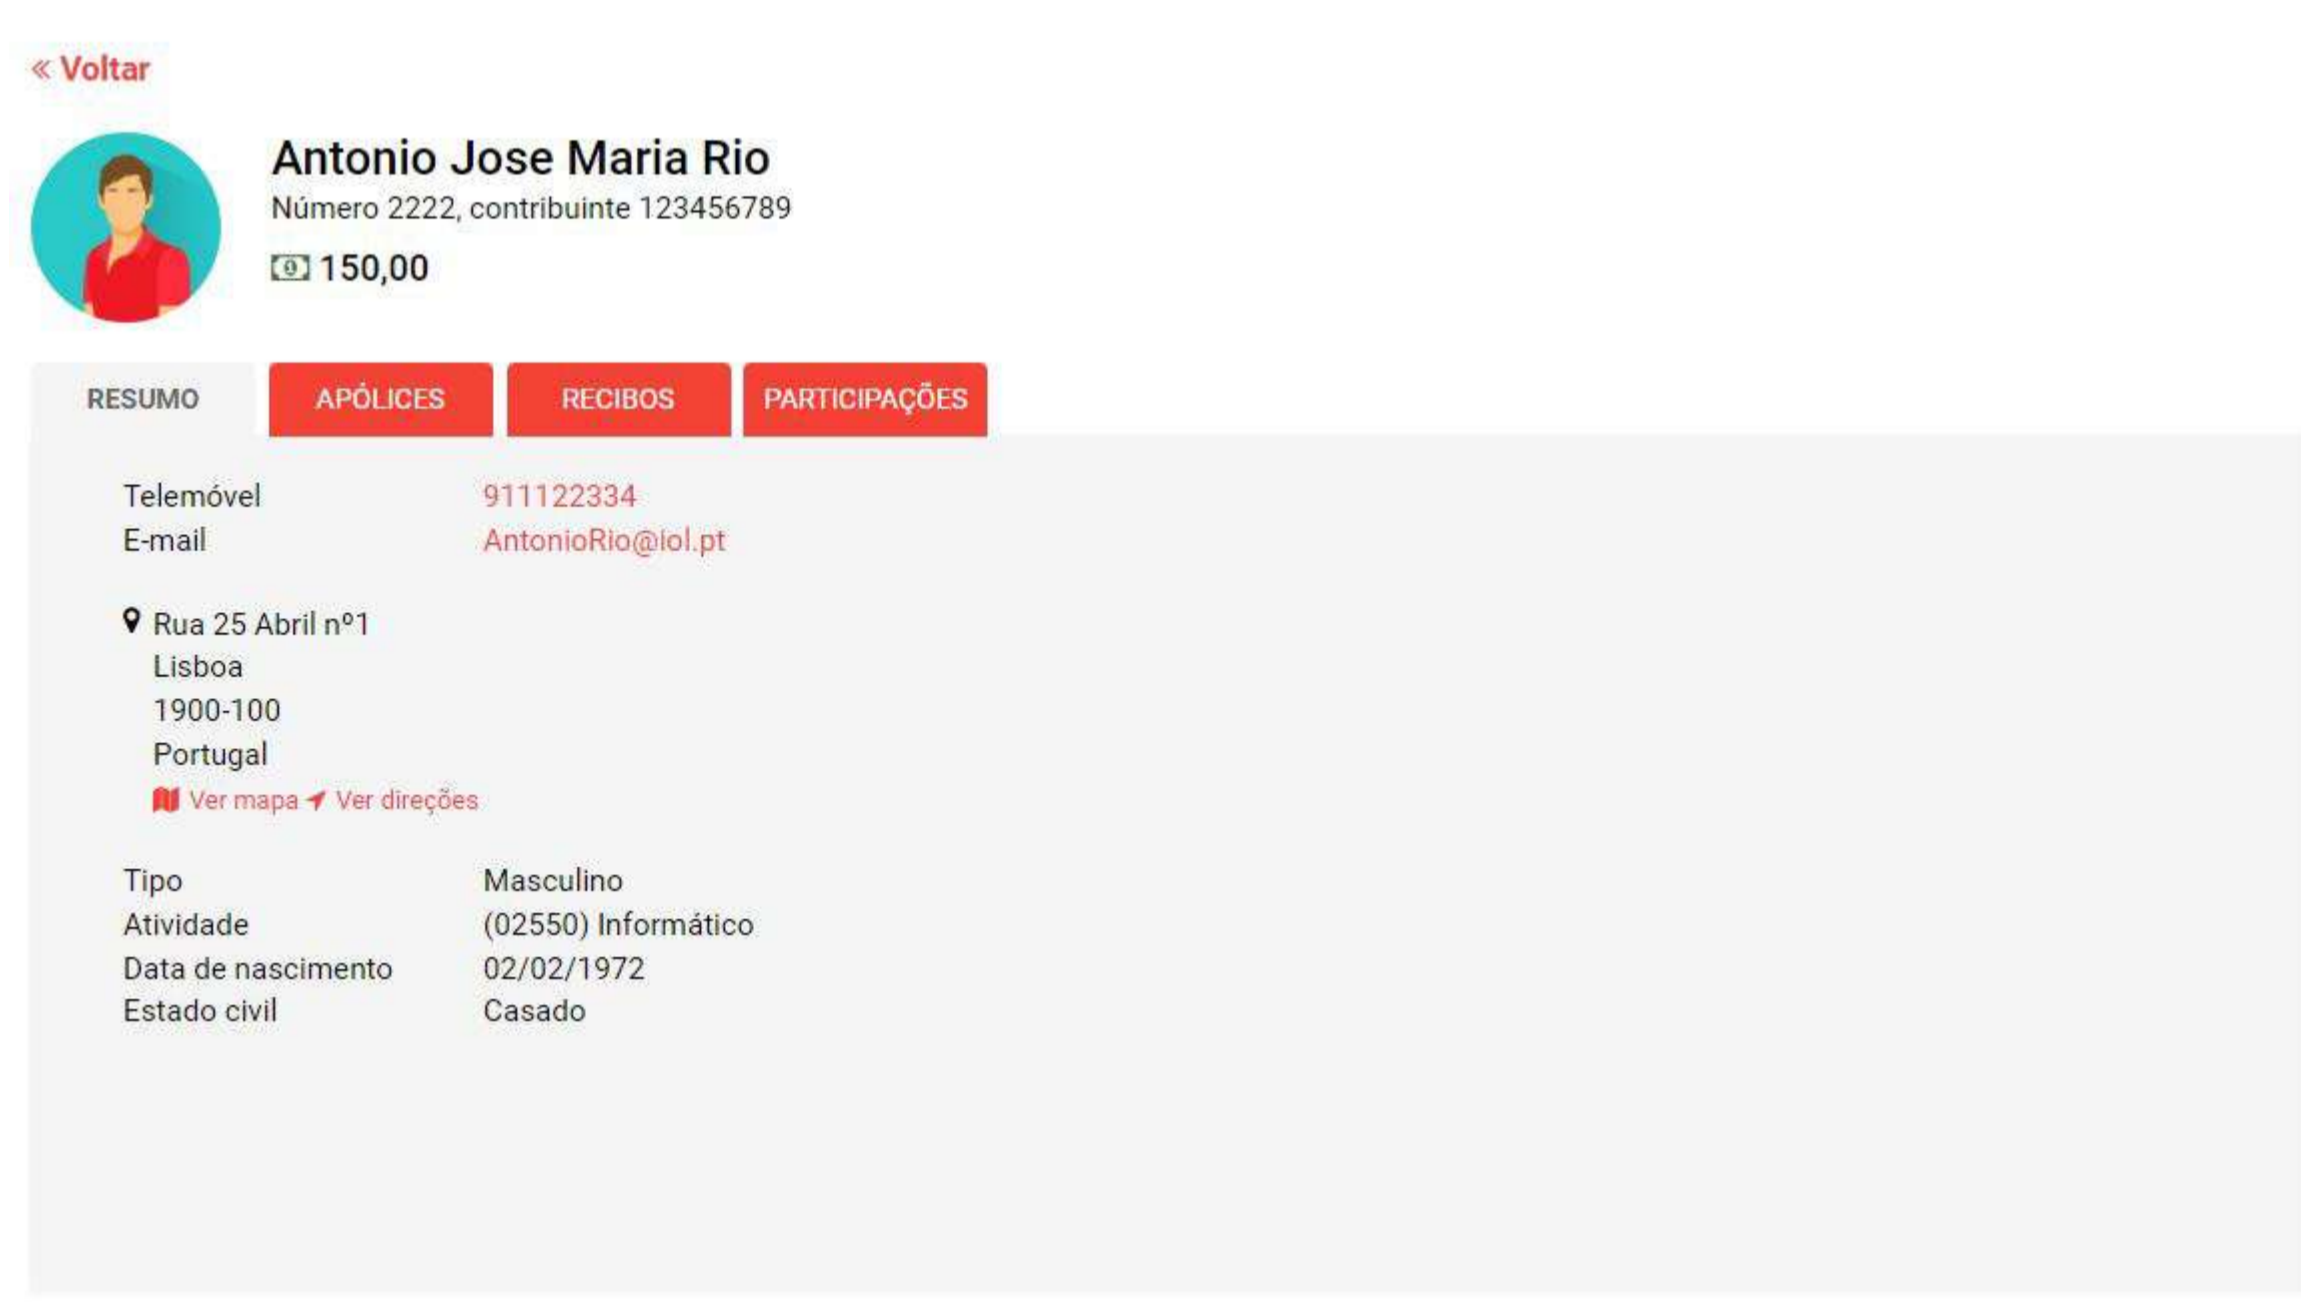 « Voltar
Antonio Jose Maria Rio
Número 2222, contribuinte 123456789
150,00
RESUMO APÓLICES RECIBOS PARTICIPAÇÕES
Telemóvel 911122334
E-mail AntonioRio@iol.pt
Rua 25 Abril nº1
Lisboa
1900-100
Portugal
Ver mapa Ver direções
Tipo Masculino
Atividade (02550) Informático
Data de nascimento 02/02/1972
Estado civil Casado